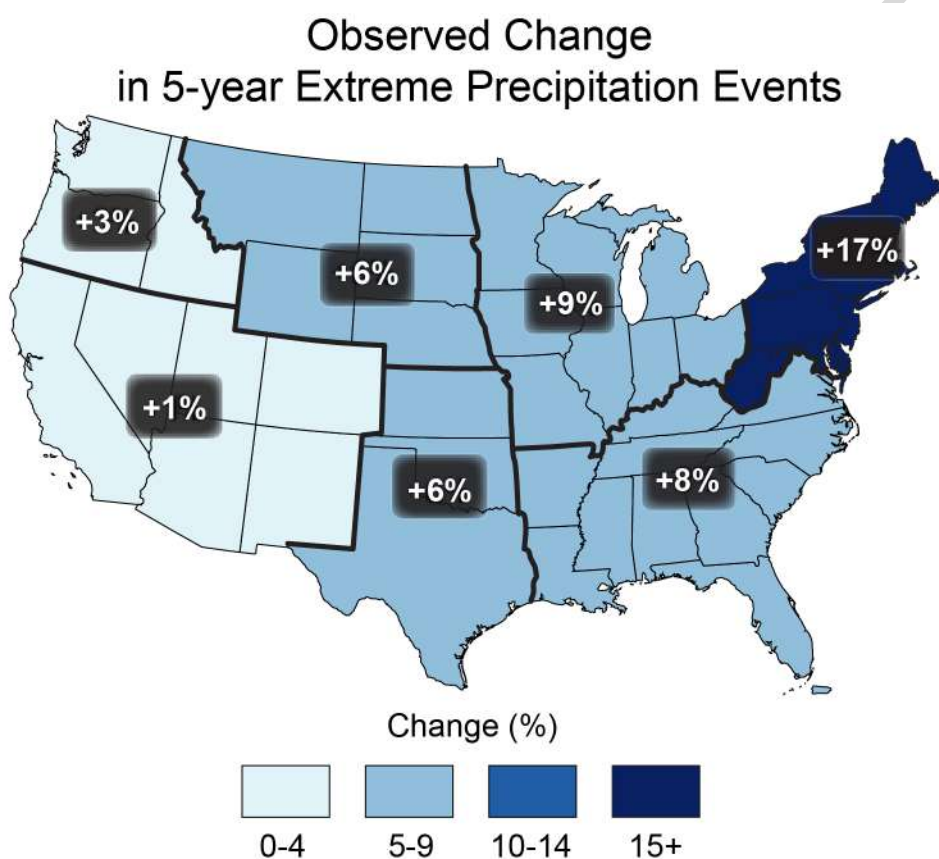 Observed Change
in 5-year Extreme Precipitation Events
+3%
+6%
+9%
+17%
+1%
+6%
+8%
Change (%)
0-4 5-9 10-14 15+